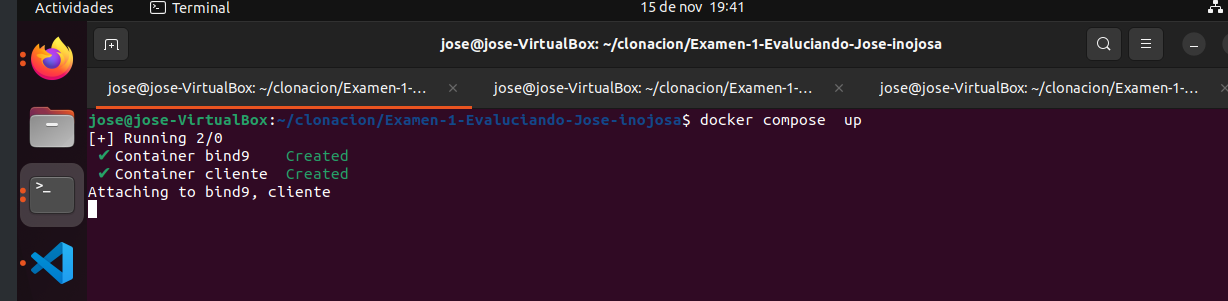 Actividades Terminal 15 de nov 19:41
jose@jose-VirtualBox: ~/clonacion/Examen-1-Evaluciando-Jose-inojosa
jose@jose-VirtualBox: ~/clonacion/Examen-1-... × jose@jose-VirtualBox: ~/clonacion/Examen-1-... × jose@jose-VirtualBox: ~/clonacion/Examen-1-...
jose@jose-VirtualBox:~/clonacion/Examen-1-Evaluciando-Jose-inojosa$ docker compose  up
[+] Running 2/0
✔ Container bind9    Created
✔ Container cliente  Created
Attaching to bind9, cliente